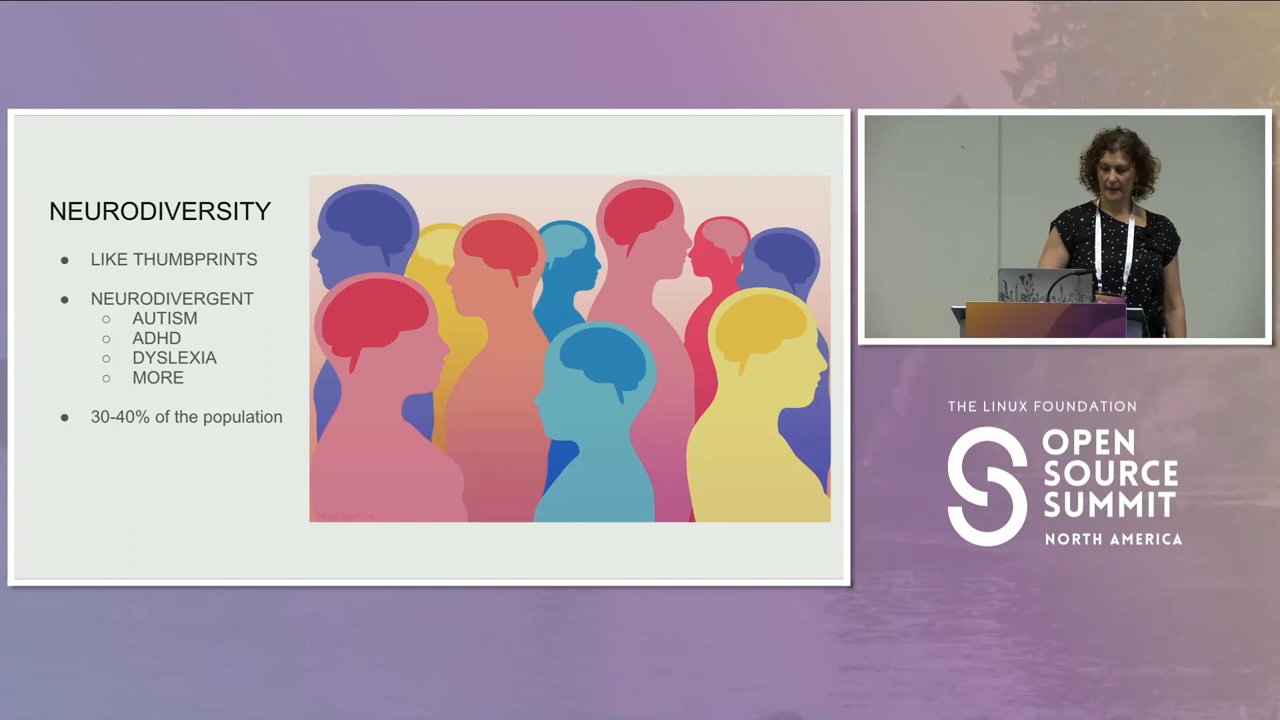 NEURODIVERSITY
● LIKE THUMBPRINTS
● NEURODIVERGENT
○ AUTISM
○ ADHD
○ DYSLEXIA
○ MORE
● 30-40% of the population
THE LINUX FOUNDATION
OPEN
SOURCE
SUMMIT
NORTH AMERICA